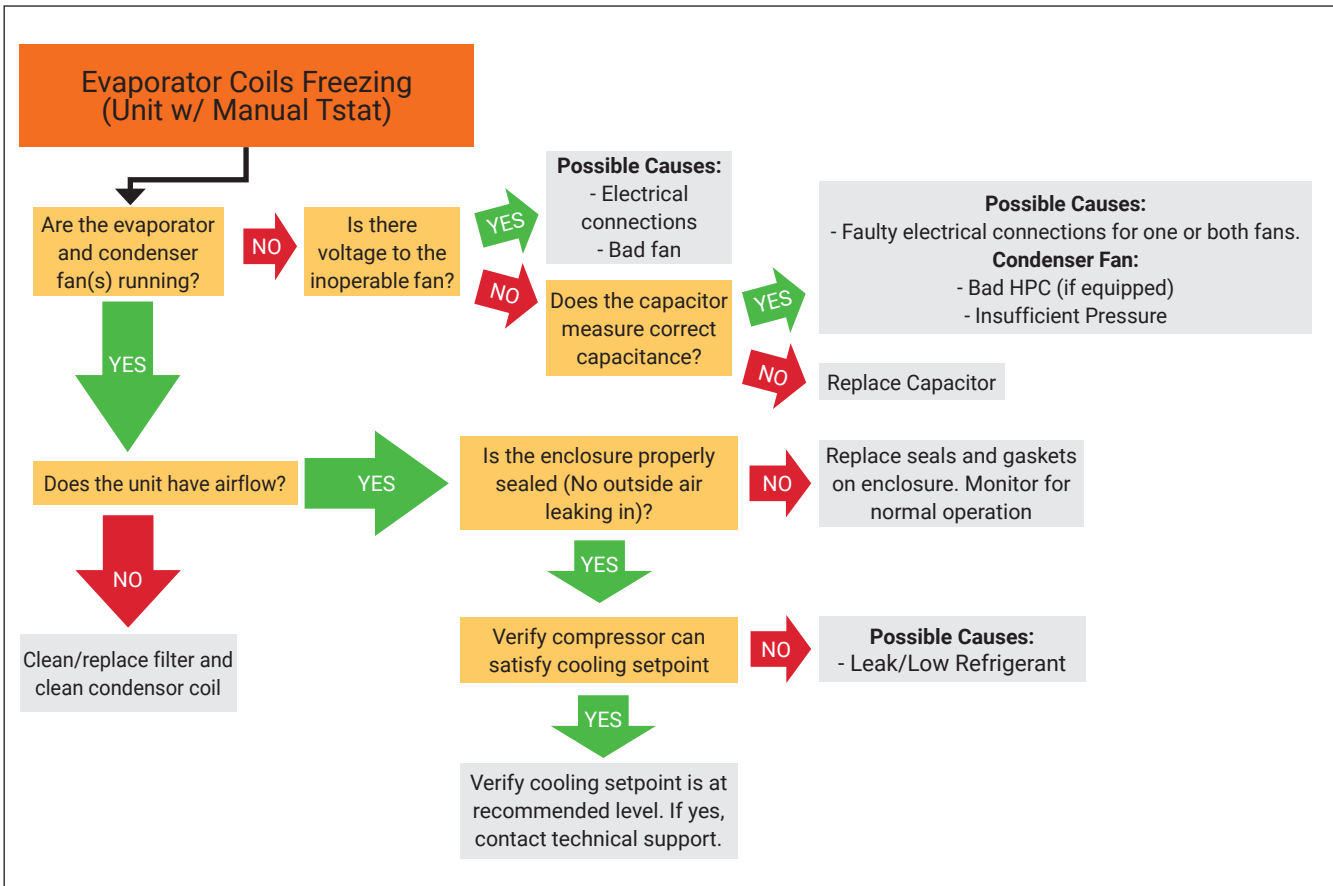 Evaporator Coils Freezing
(Unit w/ Manual Tstat)
Are the evaporator
and condenser
fan(s) running?
NO
Is there
voltage to the
inoperable fan?
YES
Possible Causes:
- Electrical
connections
- Bad fan
NO
Does the capacitor
measure correct
capacitance?
YES
Possible Causes:
- Faulty electrical connections for one or both fans.
Condenser Fan:
- Bad HPC (if equipped)
- Insufficient Pressure
NO
Replace Capacitor
YES
Does the unit have airflow?
YES
Is the enclosure properly
sealed (No outside air
leaking in)?
NO
Replace seals and gaskets
on enclosure. Monitor for
normal operation
NO
Clean/replace filter and
clean condensor coil
YES
Verify compressor can
satisfy cooling setpoint
NO
Possible Causes:
- Leak/Low Refrigerant
YES
Verify cooling setpoint is at
recommended level. If yes,
contact technical support.